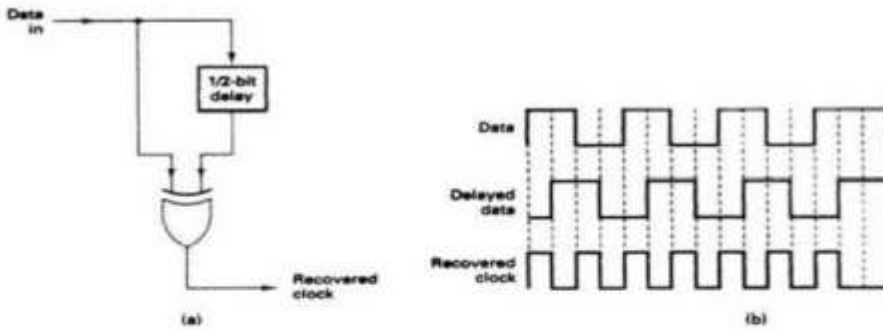 Data
in
1/2-bit
delay
Recovered
clock
(a)
Data
Delayed
data
Recovered
clock
(b)